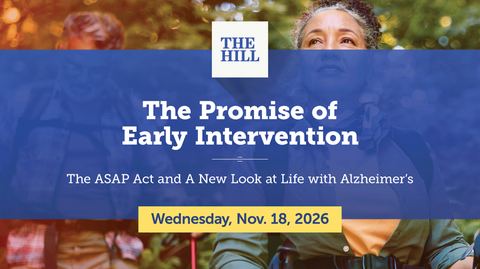 THE
HILL
The Promise of
Early Intervention
The ASAP Act and A New Look at Life with Alzheimer's
Wednesday, Nov. 18, 2026